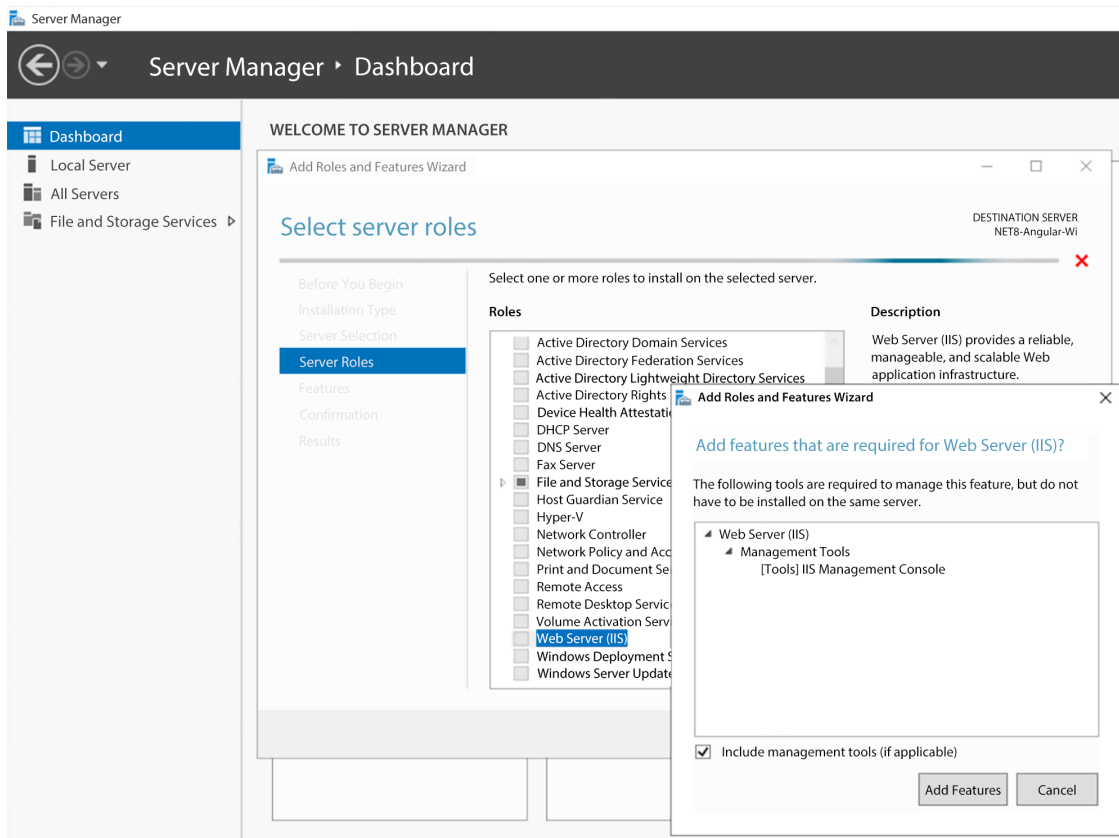 Server Manager
Server Manager ‣ Dashboard
Dashboard
Local Server
All Servers
File and Storage Services
WELCOME TO SERVER MANAGER
Add Roles and Features Wizard
Select server roles
DESTINATION SERVER
NET8-Angular-Wi
Before You Begin
Installation Type
Server Selection
Server Roles
Features
Confirmation
Results
Select one or more roles to install on the selected server.
Roles
Active Directory Domain Services
Active Directory Federation Services
Active Directory Lightweight Directory Services
Active Directory Rights
Device Health Attestati
DHCP Server
DNS Server
Fax Server
File and Storage Service
Host Guardian Service
Hyper-V
Network Controller
Network Policy and Acc
Print and Document Se
Remote Access
Remote Desktop Servic
Volume Activation Serv
Web Server (IIS)
Windows Deployment S
Windows Server Update
Description
Web Server (IIS) provides a reliable,
manageable, and scalable Web
application infrastructure.
Add Roles and Features Wizard
Add features that are required for Web Server (IIS)?
The following tools are required to manage this feature, but do not
have to be installed on the same server.
Web Server (IIS)
Management Tools
[Tools] IIS Management Console
Include management tools (if applicable)
Add Features
Cancel